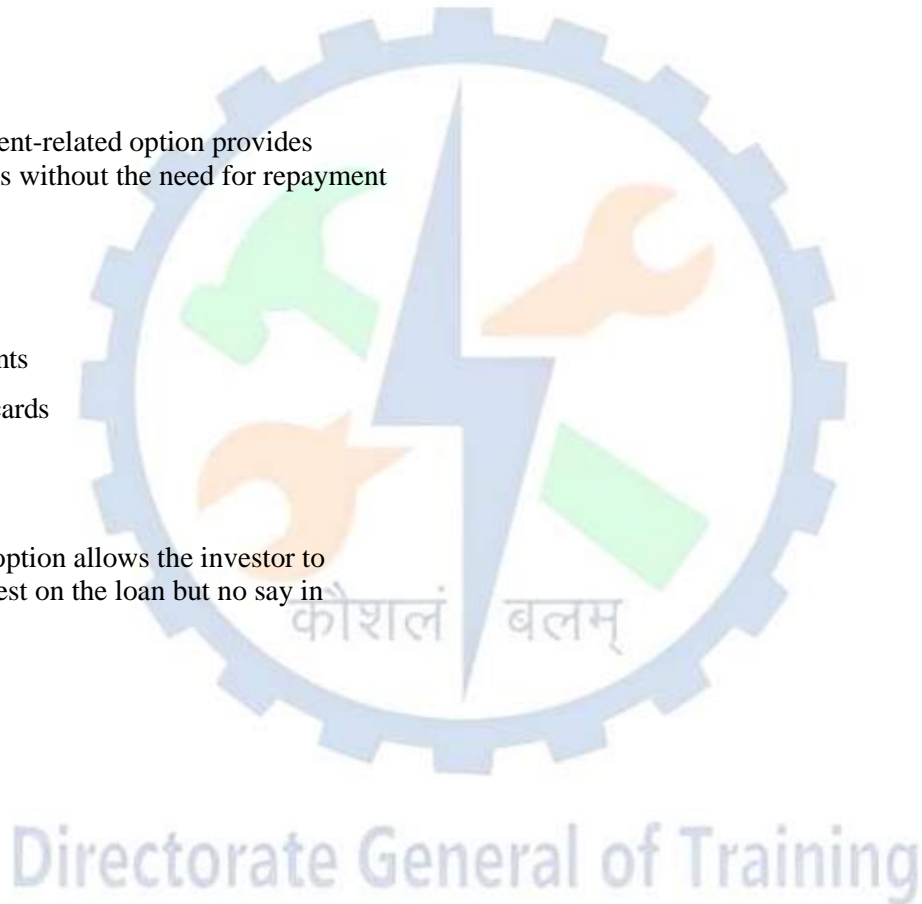 ent-related option provides
s without the need for repayment
nts
ards
option allows the investor to
est on the loan but no say in
कौशलं बलम्
Directorate General of Training